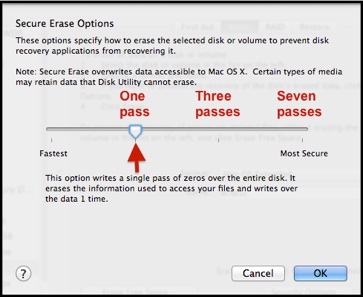 Secure Erase Options
These options specify how to erase the selected disk or volume to prevent disk
recovery applications from recovering it.
Note: Secure Erase overwrites data accessible to Mac OS X. Certain types of media
may retain data that Disk Utility cannot erase.
One pass
Three passes
Seven passes
Fastest
Most Secure
This option writes a single pass of zeros over the entire disk. It
erases the information used to access your files and writes over
the data 1 time.
?
Cancel
OK